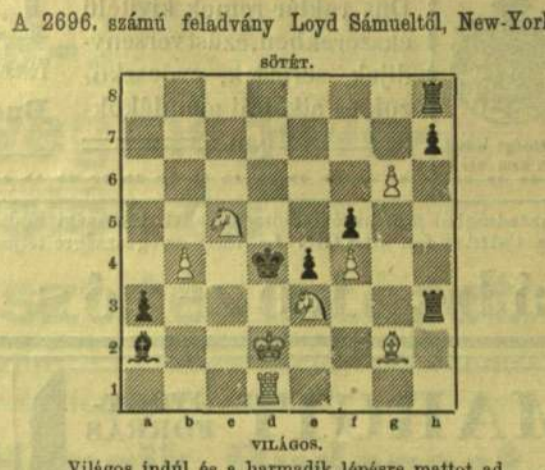 A 2696. számú feladvány Loyd Sámueltől, New-York
SÖTÉT.
8
7
6
5
4
3
2
1
a b c d e f g h
VILÁGOS.
Világos indúl és a harmadik lépésre mattot ad